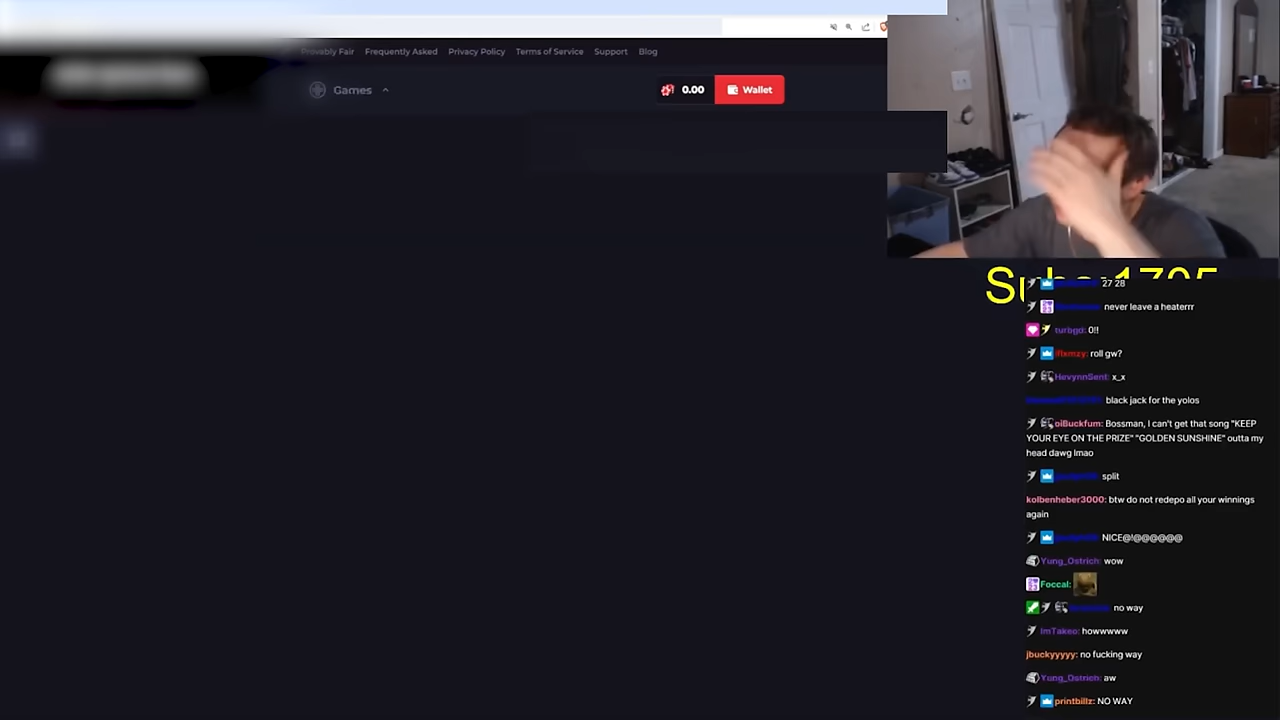 Provably Fair Frequently Asked Privacy Policy Terms of Service Support Blog
Games
0.00 Wallet
27 28
never leave a heaterrr
turbgd: 0!!
roll gw?
HevynnSent: x_x
black jack for the yolos
oiBuckfum: Bossman, I can't get that song "KEEP
YOUR EYE ON THE PRIZE" "GOLDEN SUNSHINE" outta my
head dawg lmao
split
kolbenheber3000: btw do not redepo all your winnings
again
NICE@!@@@@@@
Yung_Ostrich: wow
Foccal:
no way
ImTakeo: howwwww
jbuckyyyyy: no fucking way
Yung_Ostrich: aw
printbillz: NO WAY